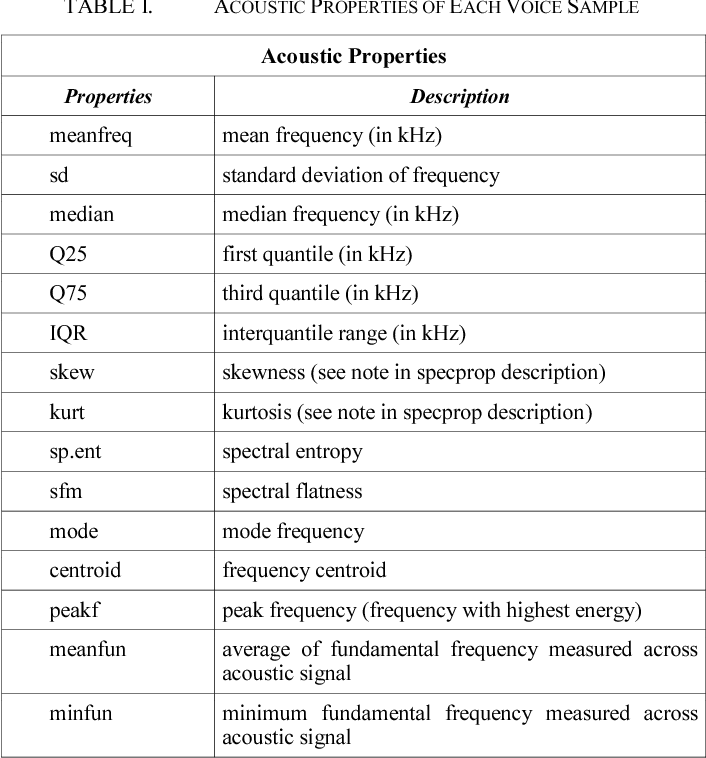 TABLE I. ACOUSTIC PROPERTIES OF EACH VOICE SAMPLE
Acoustic Properties
Properties Description
meanfreq mean frequency (in kHz)
sd standard deviation of frequency
median median frequency (in kHz)
Q25 first quantile (in kHz)
Q75 third quantile (in kHz)
IQR interquantile range (in kHz)
skew skewness (see note in specprop description)
kurt kurtosis (see note in specprop description)
sp.ent spectral entropy
sfm spectral flatness
mode mode frequency
centroid frequency centroid
peakf peak frequency (frequency with highest energy)
meanfun average of fundamental frequency measured across
acoustic signal
minfun minimum fundamental frequency measured across
acoustic signal